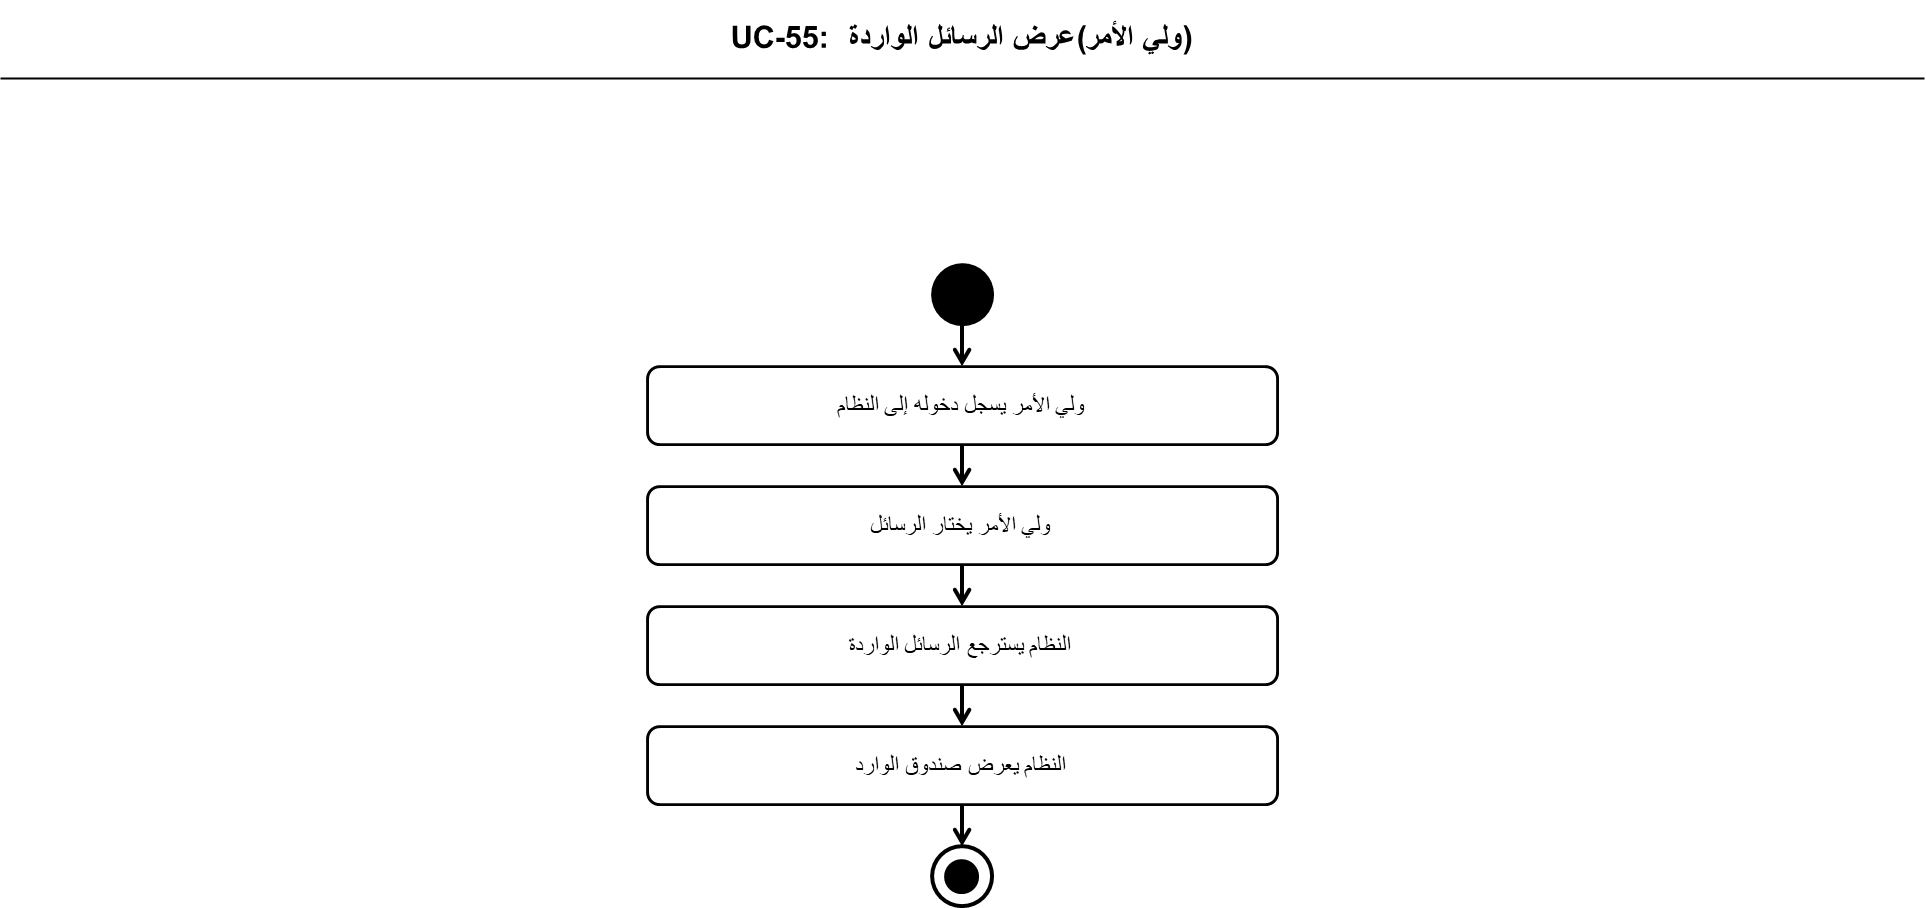 UC-55: عرض الرسائل الواردة (ولي الأمر)
ولي الأمر يسجل دخوله إلى النظام
ولي الأمر يختار الرسائل
النظام يسترجع الرسائل الواردة
النظام يعرض صندوق الوارد